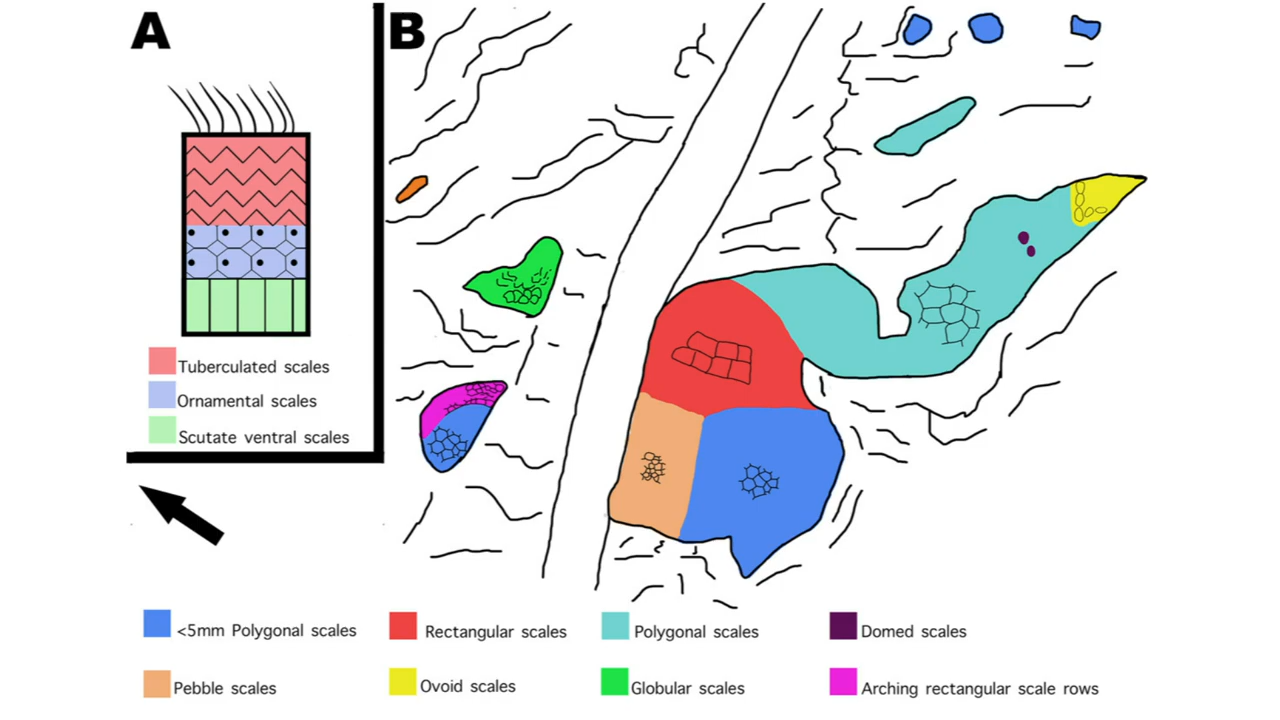 A
B
Tuberculated scales
Ornamental scales
Scutate ventral scales
<5mm Polygonal scales
Rectangular scales
Polygonal scales
Domed scales
Pebble scales
Ovoid scales
Globular scales
Arching rectangular scale rows